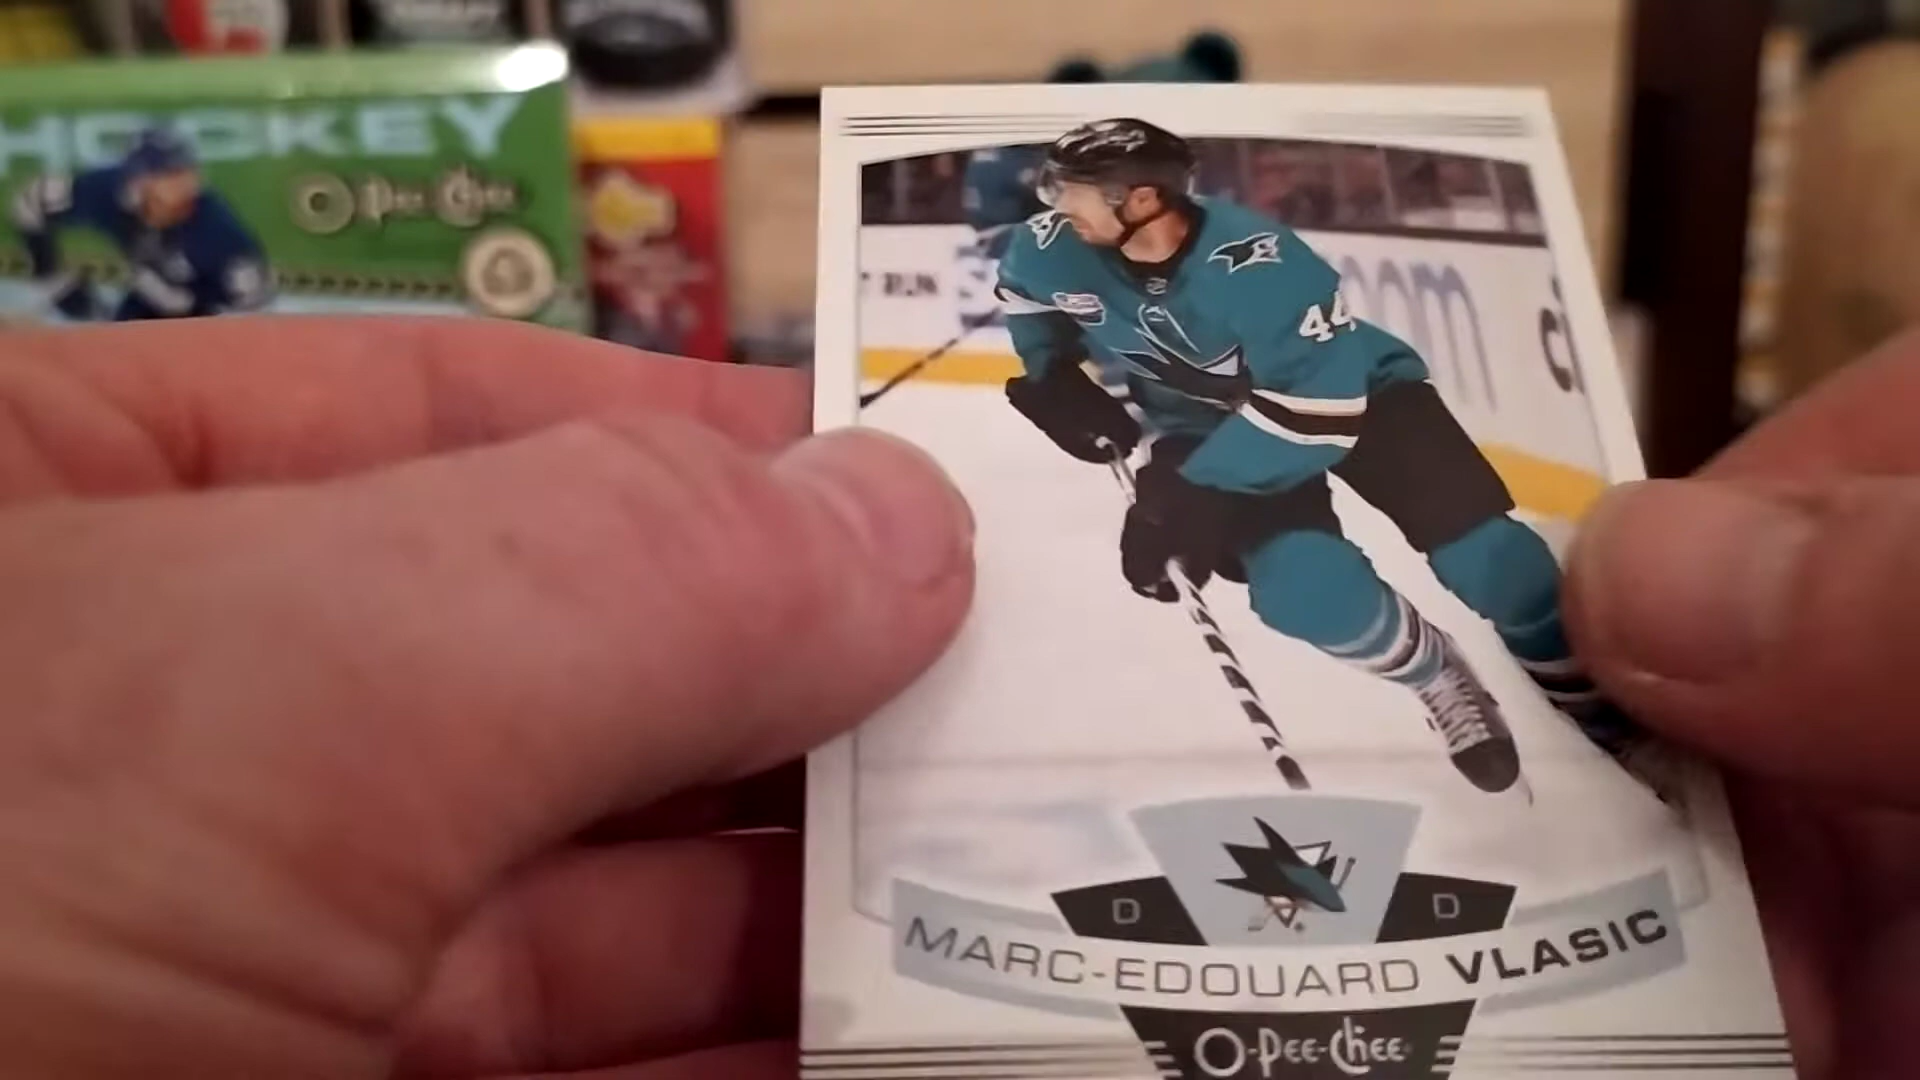 HOCKEY
O-Pee-Chee
44
D D
MARC-EDOUARD VLASIC
O-Pee-Chee